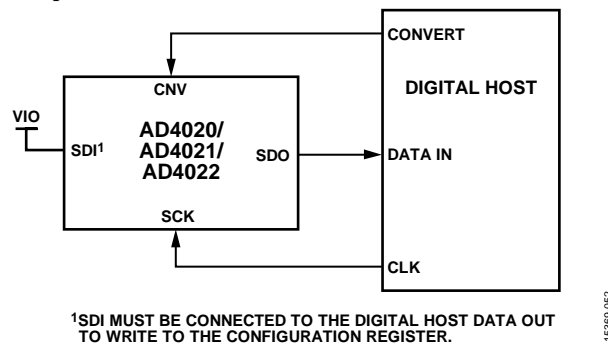 CONVERT
DIGITAL HOST
CNV
VIO
AD4020/
AD4021/
AD4022
SDI1
SDO
DATA IN
SCK
CLK
1SDI MUST BE CONNECTED TO THE DIGITAL HOST DATA OUT
TO WRITE TO THE CONFIGURATION REGISTER.